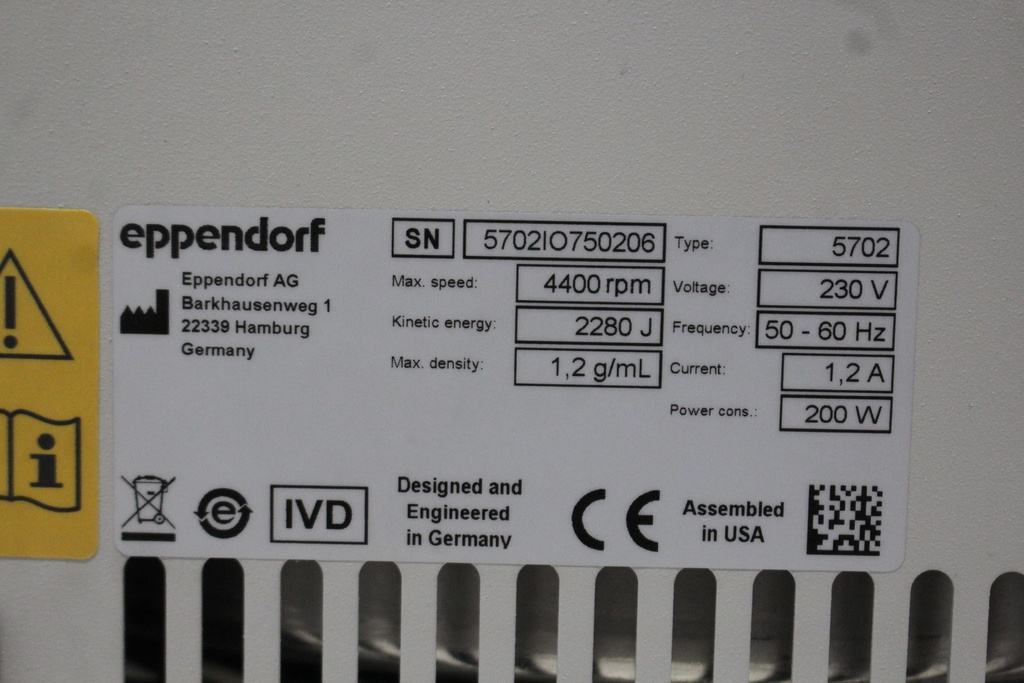 eppendorf
Eppendorf AG
Barkhausenweg 1
22339 Hamburg
Germany
SN 5702IO750206
Max. speed: 4400 rpm
Kinetic energy: 2280 J
Max. density: 1,2 g/mL
Type: 5702
Voltage: 230 V
Frequency: 50 - 60 Hz
Current: 1,2 A
Power cons.: 200 W
e
IVD
Designed and
Engineered
in Germany
CE
Assembled
in USA